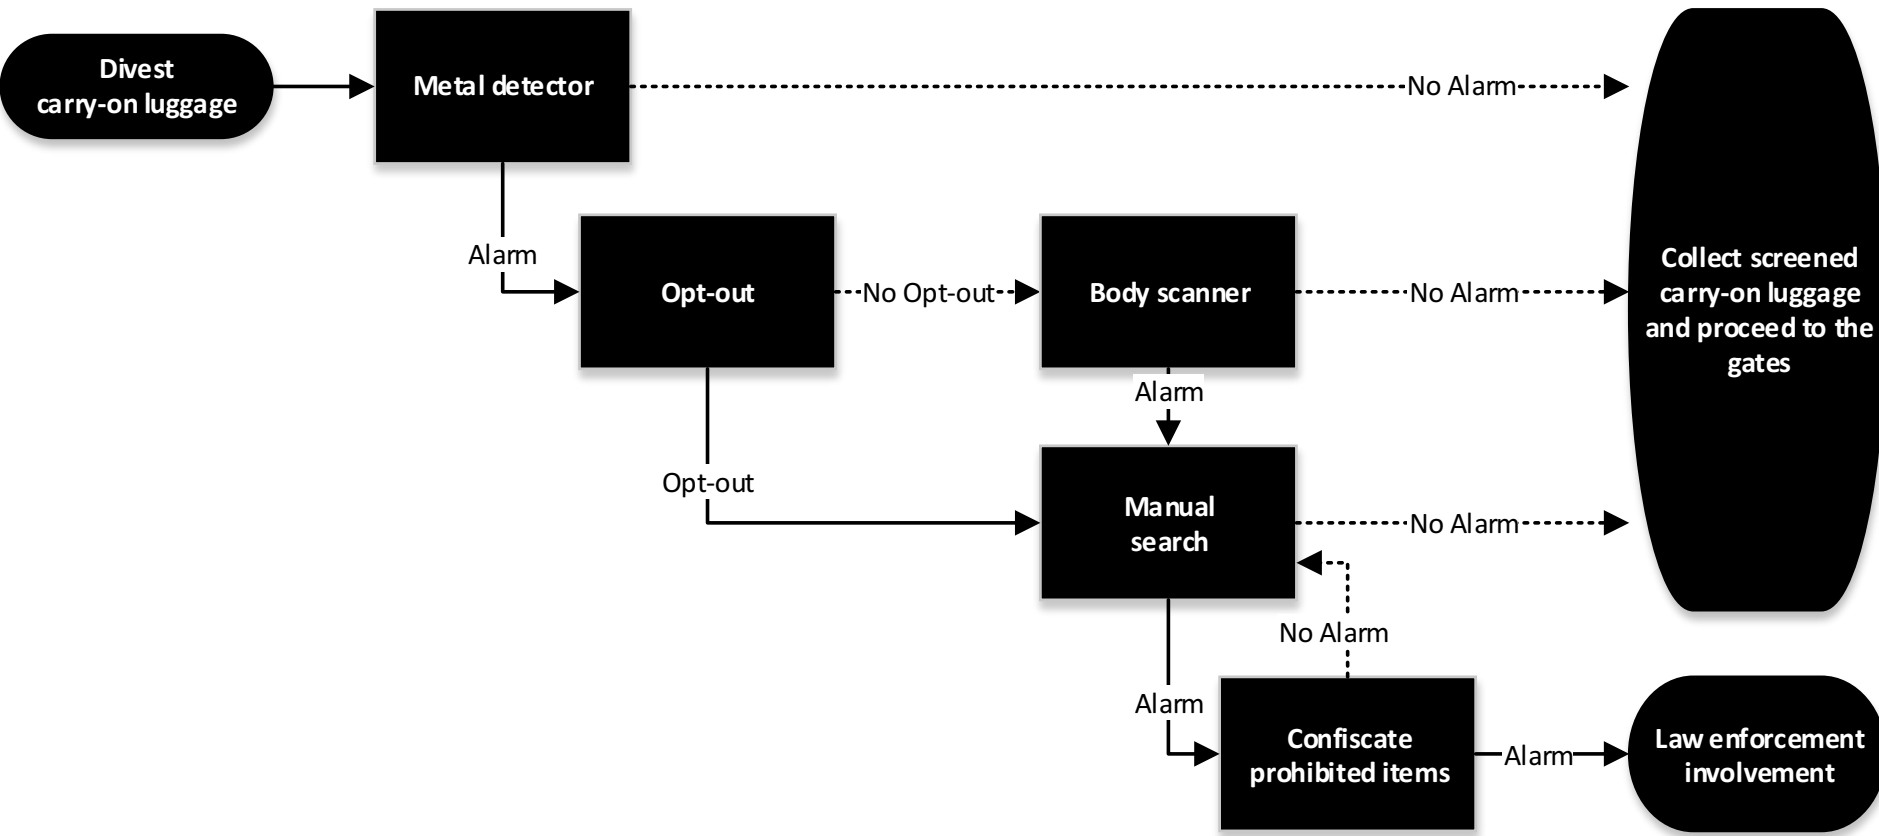 Divest
carry-on luggage
Metal detector
No Alarm
Alarm
Opt-out
No Opt-out
Body scanner
No Alarm
Collect screened
carry-on luggage
and proceed to the
gates
Alarm
Opt-out
Manual
search
No Alarm
No Alarm
Alarm
Confiscate
prohibited items
Alarm
Law enforcement
involvement